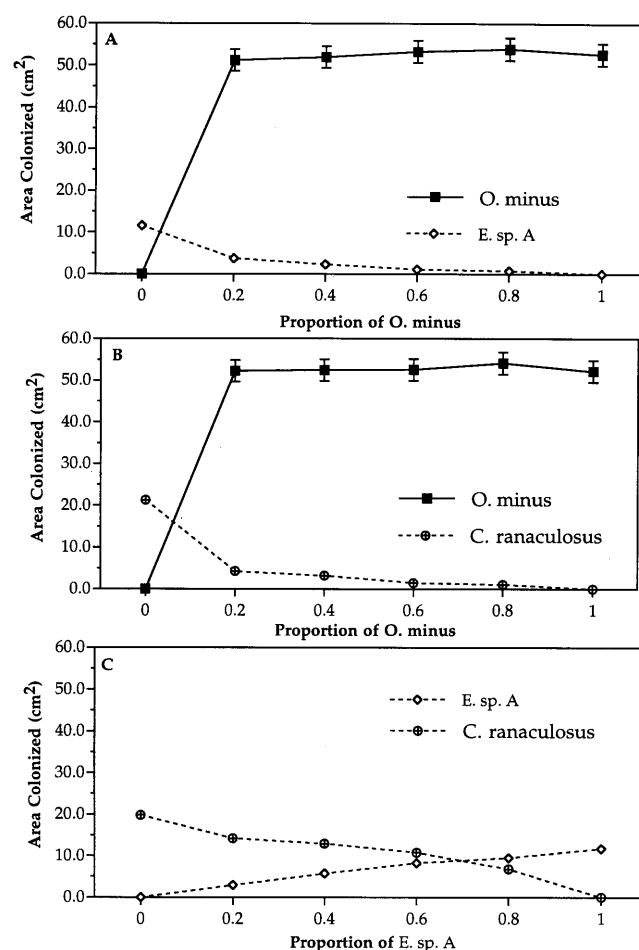 A
60.0
50.0
40.0
30.0
20.0
10.0
0.0
Area Colonized (cm²)
O. minus
E. sp. A
0 0.2 0.4 0.6 0.8 1
Proportion of O. minus
B
60.0
50.0
40.0
30.0
20.0
10.0
0.0
Area Colonized (cm²)
O. minus
C. ranaculosus
0 0.2 0.4 0.6 0.8 1
Proportion of O. minus
C
60.0
50.0
40.0
30.0
20.0
10.0
0.0
Area Colonized (cm²)
E. sp. A
C. ranaculosus
0 0.2 0.4 0.6 0.8 1
Proportion of E. sp. A